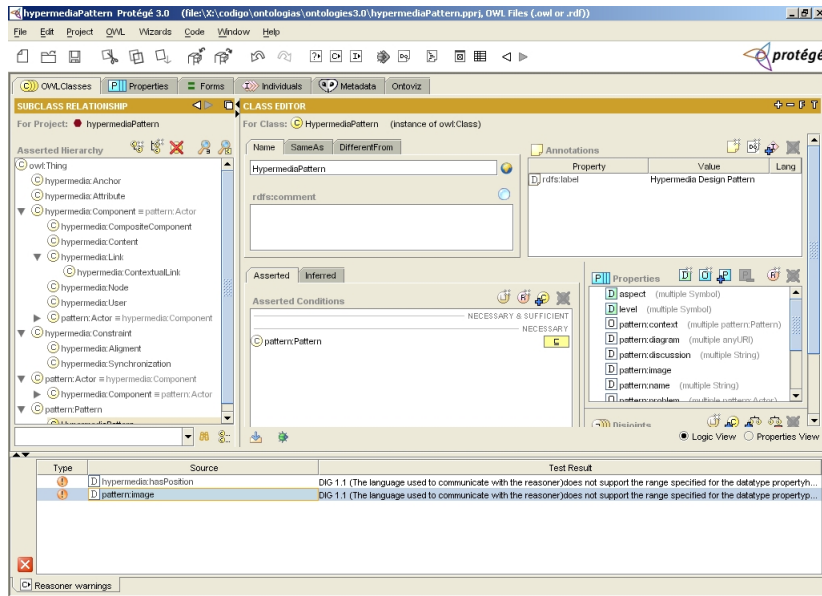 hypermediaPattern Protégé 3.0 (file:\X:\codigo\ontologias\ontologies3.0\hypermediaPattern.pprj, OWL Files (.owl or .rdf))
File Edit Project OWL Wizards Code Window Help
protégé
OWLClasses Properties Forms Individuals Metadata Ontoviz
SUBCLASS RELATIONSHIP
For Project: hypermediaPattern
Asserted Hierarchy
owl:Thing
hypermedia:Anchor
hypermedia:Attribute
hypermedia:Component ≡ pattern:Actor
hypermedia:CompositeComponent
hypermedia:Content
hypermedia:Link
hypermedia:ContextualLink
hypermedia:Node
hypermedia:User
pattern:Actor ≡ hypermedia:Component
hypermedia:Constraint
hypermedia:Aligment
hypermedia:Synchronization
pattern:Actor ≡ hypermedia:Component
hypermedia:Component ≡ pattern:Actor
pattern:Pattern
HypermediaPattern
CLASS EDITOR
For Class: HypermediaPattern (instance of owl:Class)
Name SameAs DifferentFrom
HypermediaPattern
rdfs:comment
Annotations
Property Value Lang
rdfs:label Hypermedia Design Pattern
Asserted Inferred
Asserted Conditions
NECESSARY & SUFFICIENT
NECESSARY
pattern:Pattern
Properties
aspect (multiple Symbol)
level (multiple Symbol)
pattern:context (multiple pattern:Pattern)
pattern:diagram (multiple anyURI)
pattern:discussion (multiple String)
pattern:image
pattern:name (multiple String)
pattern:problem (multiple pattern:Actor)
Disjoints
Logic View Properties View
Type Source Test Result
hypermedia:hasPosition DIG 1.1 (The language used to communicate with the reasoner)does not support the range specified for the datatype propertyh...
pattern:image DIG 1.1 (The language used to communicate with the reasoner)does not support the range specified for the datatype propertyp...
Reasoner warnings